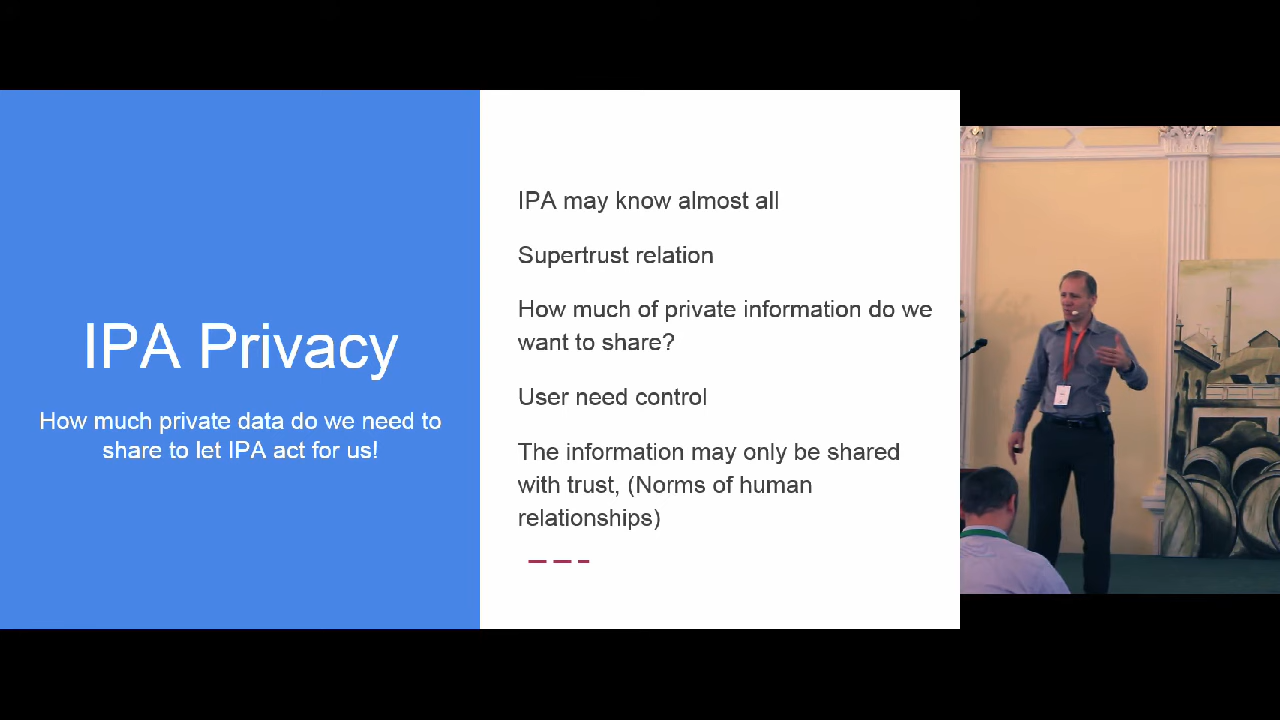 IPA Privacy
How much private data do we need to
share to let IPA act for us!
IPA may know almost all
Supertrust relation
How much of private information do we
want to share?
User need control
The information may only be shared
with trust, (Norms of human
relationships)